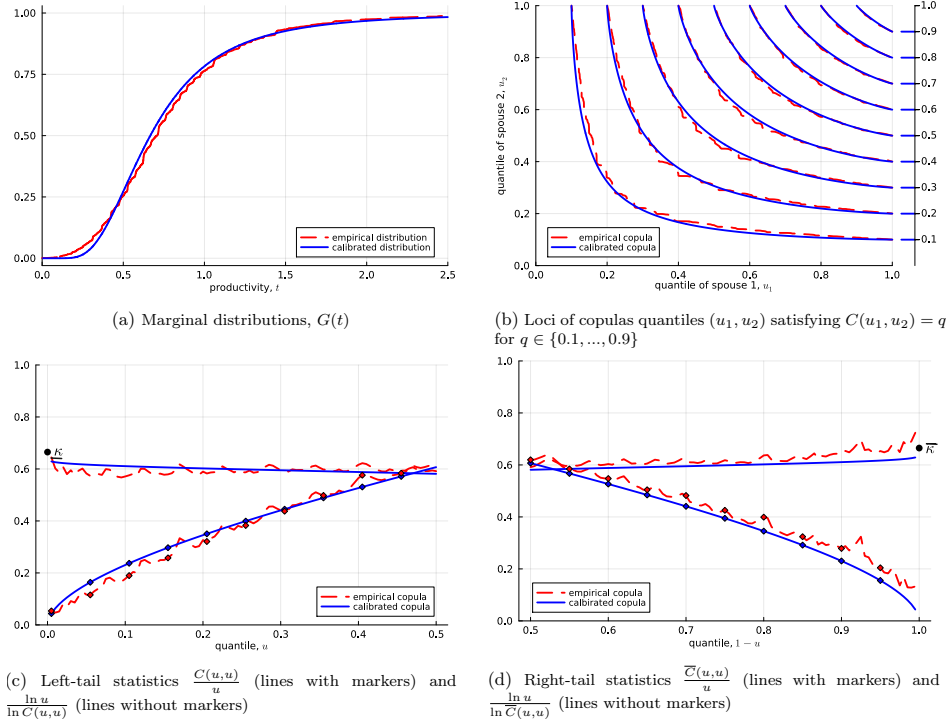 1.00
0.75
0.50
0.25
0.00
0.0
0.5
1.0
1.5
2.0
2.5
productivity, t
empirical distribution
calibrated distribution
(a) Marginal distributions, G(t)
1.0
0.8
0.6
0.4
0.2
0.0
quantile of spouse 2, u₂
0.0
0.2
0.4
0.6
0.8
1.0
quantile of spouse 1, u₁
empirical copula
calibrated copula
1.0
0.9
0.8
0.7
0.6
0.5
0.4
0.3
0.2
0.1
(b) Loci of copulas quantiles (u₁, u₂) satisfying C(u₁, u₂) = q
for q ∈ {0.1, ..., 0.9}
1.0
0.8
0.6
0.4
0.2
0.0
κ
0.0
0.1
0.2
0.3
0.4
0.5
quantile, u
empirical copula
calibrated copula
(c) Left-tail statistics C(u,u)/u (lines with markers) and
ln u/ln C(u,u) (lines without markers)
1.0
0.8
0.6
0.4
0.2
0.0
κ̅
0.5
0.6
0.7
0.8
0.9
1.0
quantile, 1 − u
empirical copula
calbirated copula
(d) Right-tail statistics C̅(u,u)/u (lines with markers) and
ln u/ln C̅(u,u) (lines without markers)